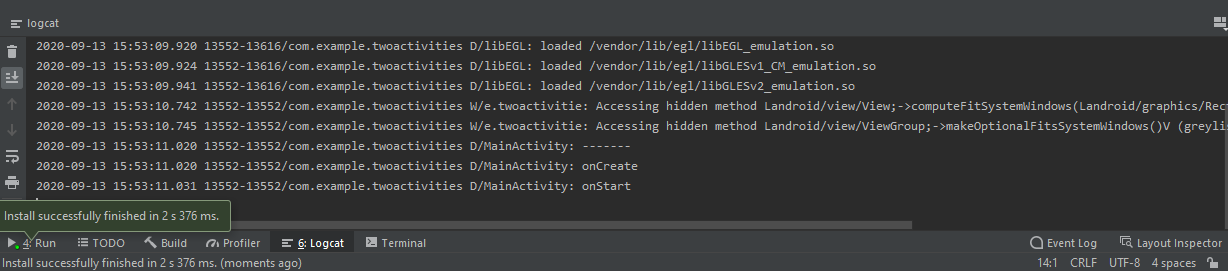 logcat
2020-09-13 15:53:09.920 13552-13616/com.example.twoactivities D/libEGL: loaded /vendor/lib/egl/libEGL_emulation.so
2020-09-13 15:53:09.924 13552-13616/com.example.twoactivities D/libEGL: loaded /vendor/lib/egl/libGLESv1_CM_emulation.so
2020-09-13 15:53:09.941 13552-13616/com.example.twoactivities D/libEGL: loaded /vendor/lib/egl/libGLESv2_emulation.so
2020-09-13 15:53:10.742 13552-13552/com.example.twoactivities W/e.twoactivitie: Accessing hidden method Landroid/view/View;->computeFitSystemWindows(Landroid/graphics/Rec
2020-09-13 15:53:10.745 13552-13552/com.example.twoactivities W/e.twoactivitie: Accessing hidden method Landroid/view/ViewGroup;->makeOptionalFitsSystemWindows()V (greylis
2020-09-13 15:53:11.020 13552-13552/com.example.twoactivities D/MainActivity: -------
2020-09-13 15:53:11.020 13552-13552/com.example.twoactivities D/MainActivity: onCreate
2020-09-13 15:53:11.031 13552-13552/com.example.twoactivities D/MainActivity: onStart
Install successfully finished in 2 s 376 ms.
4: Run TODO Build Profiler 6: Logcat Terminal Event Log Layout Inspector
Install successfully finished in 2 s 376 ms. (moments ago) 14:1 CRLF UTF-8 4 spaces